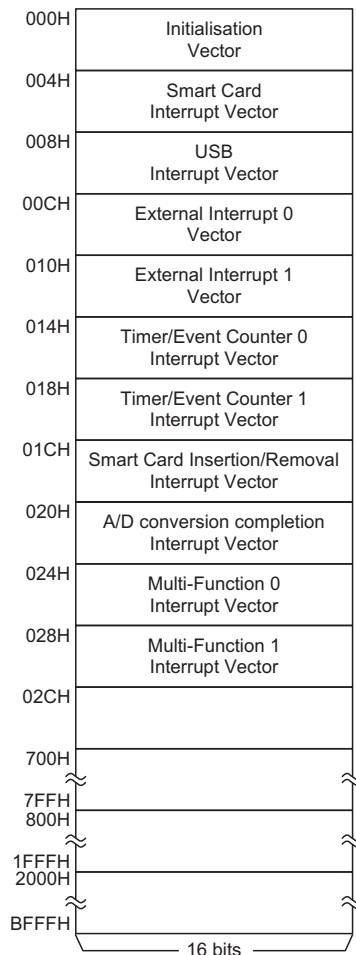 000H
Initialisation
Vector
004H
Smart Card
Interrupt Vector
008H
USB
Interrupt Vector
00CH
External Interrupt 0
Vector
010H
External Interrupt 1
Vector
014H
Timer/Event Counter 0
Interrupt Vector
018H
Timer/Event Counter 1
Interrupt Vector
01CH
Smart Card Insertion/Removal
Interrupt Vector
020H
A/D conversion completion
Interrupt Vector
024H
Multi-Function 0
Interrupt Vector
028H
Multi-Function 1
Interrupt Vector
02CH
700H
7FFH
800H
1FFFH
2000H
BFFFH
16 bits